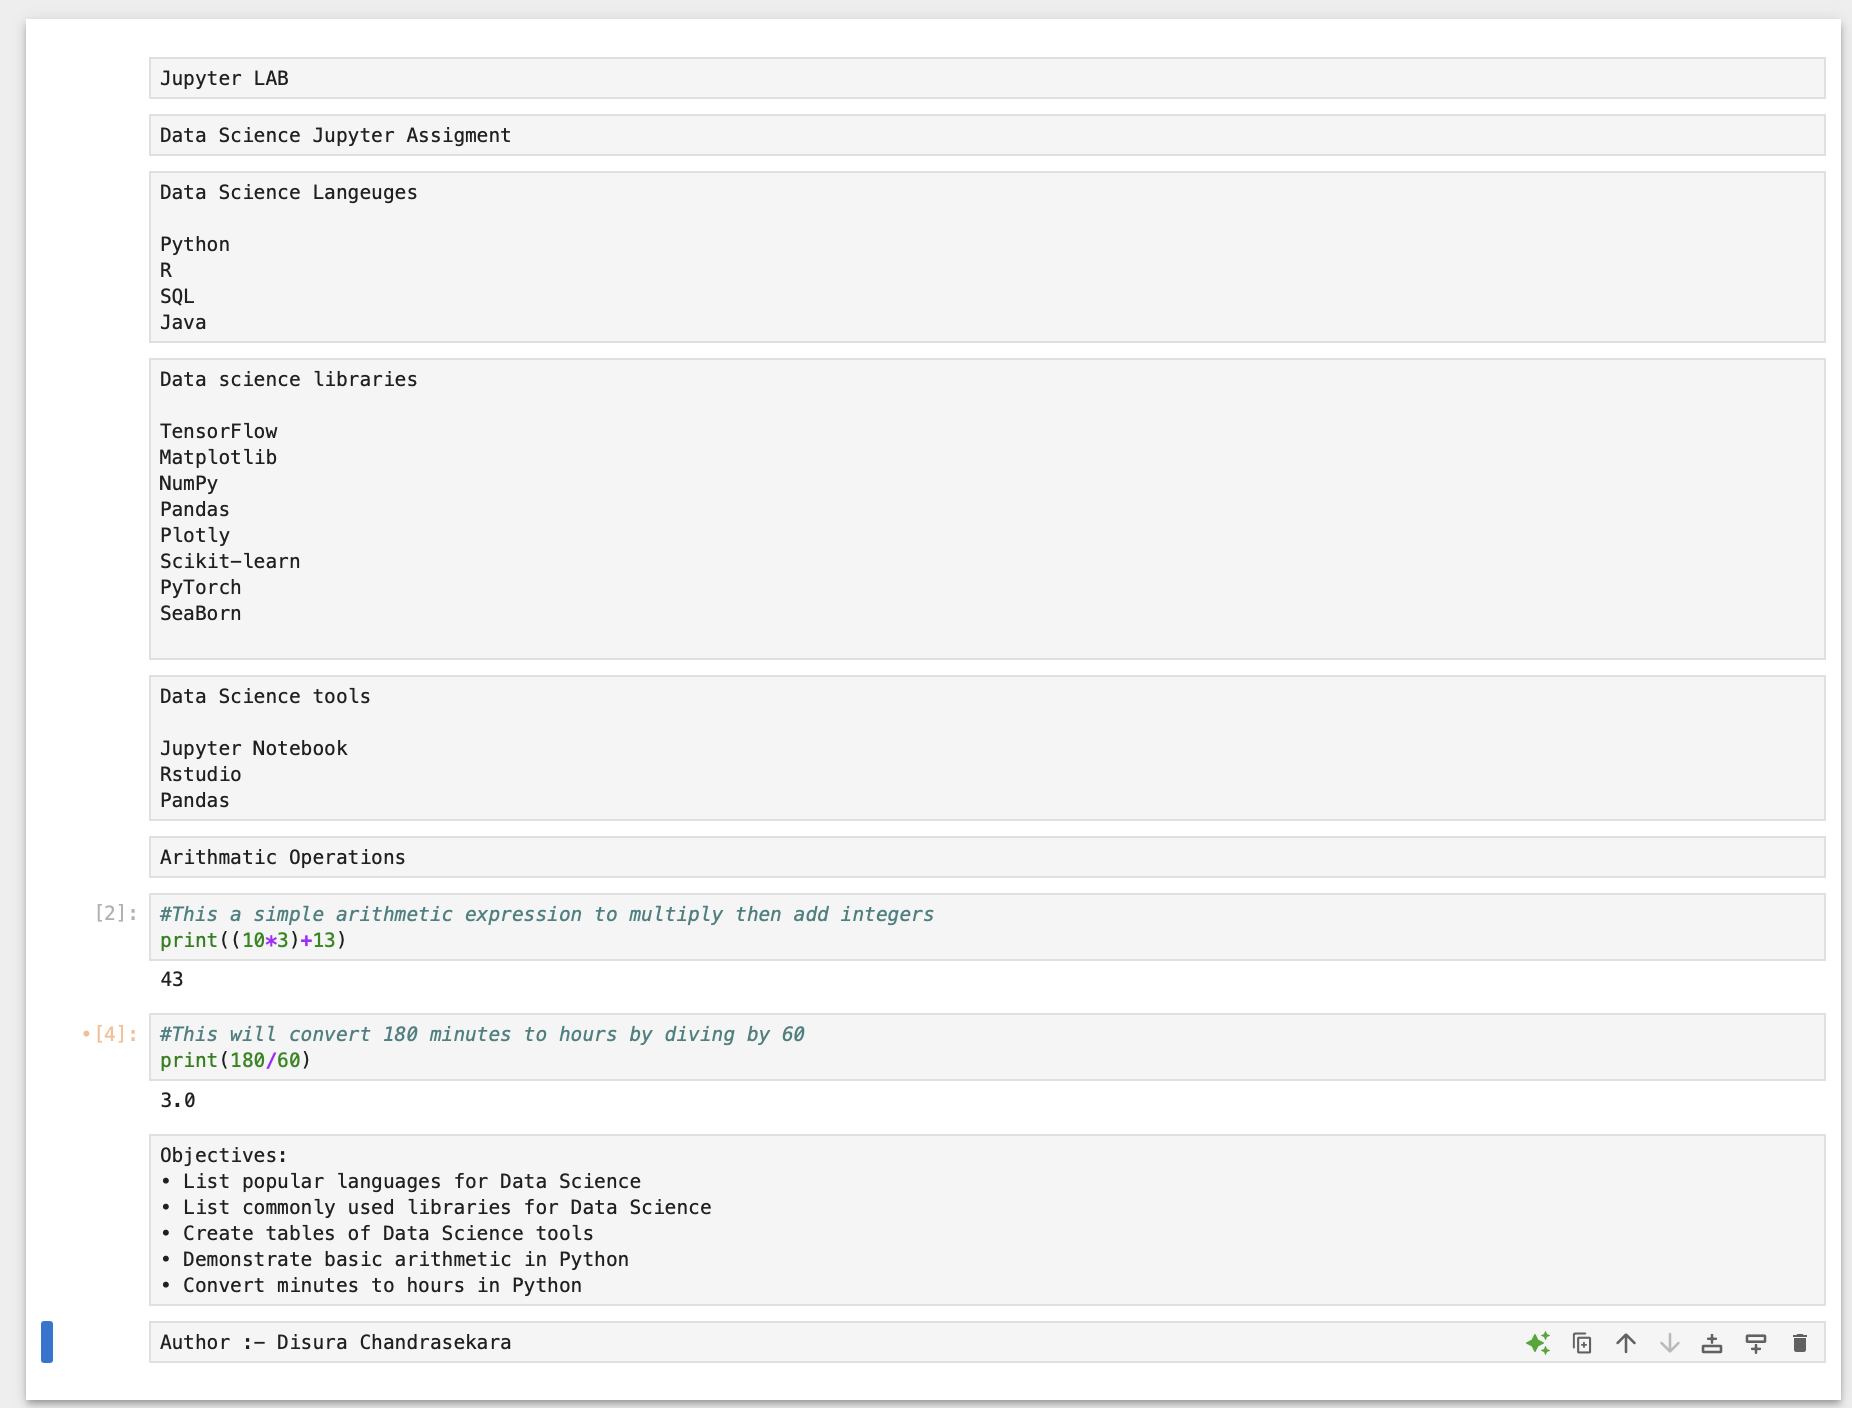 Jupyter LAB
Data Science Jupyter Assigment
Data Science Langeuges
Python
R
SQL
Java
Data science libraries
TensorFlow
Matplotlib
NumPy
Pandas
Plotly
Scikit-learn
PyTorch
SeaBorn
Data Science tools
Jupyter Notebook
Rstudio
Pandas
Arithmatic Operations
[2]: #This a simple arithmetic expression to multiply then add integers
print((10*3)+13)
43
•[4]: #This will convert 180 minutes to hours by diving by 60
print(180/60)
3.0
Objectives:
• List popular languages for Data Science
• List commonly used libraries for Data Science
• Create tables of Data Science tools
• Demonstrate basic arithmetic in Python
• Convert minutes to hours in Python
Author :- Disura Chandrasekara